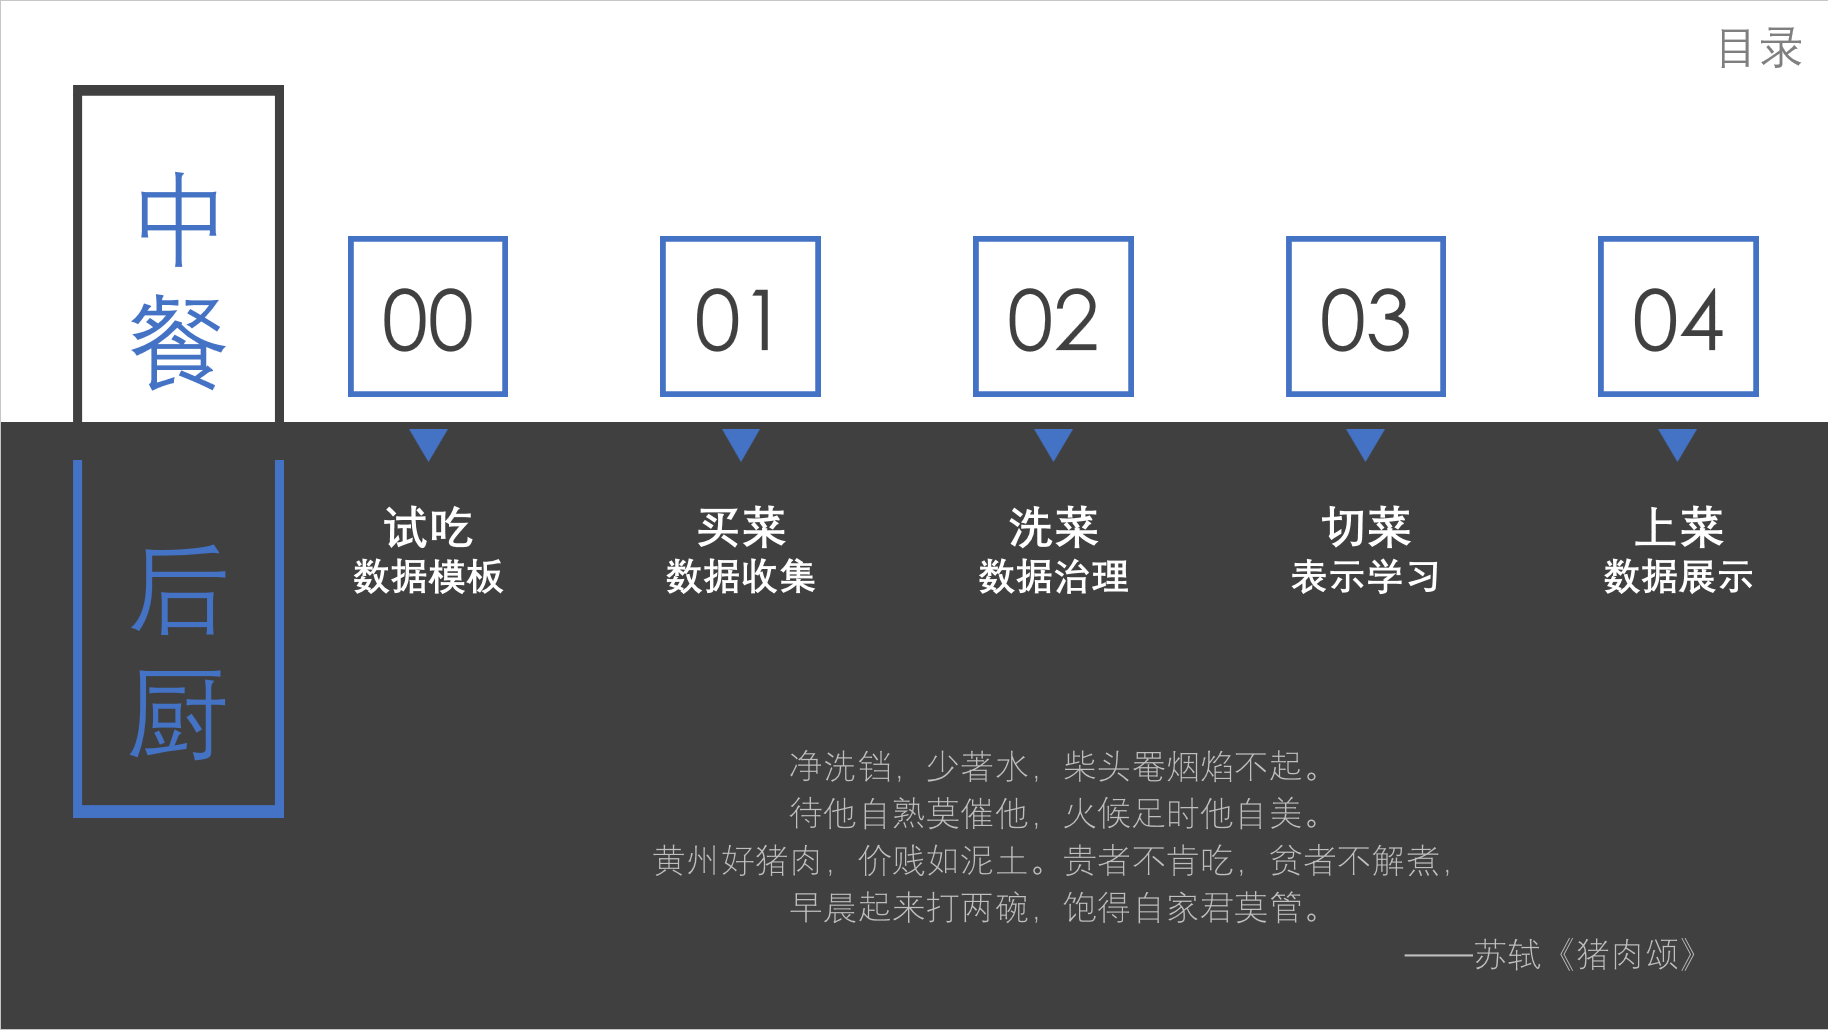 目录
中
餐
后
厨
00
01
02
03
04
试吃
数据模板
买菜
数据收集
洗菜
数据治理
切菜
表示学习
上菜
数据展示
净洗铛，少著水，柴头罨烟焰不起。
待他自熟莫催他，火候足时他自美。
黄州好猪肉，价贱如泥土。贵者不肯吃，贫者不解煮，
早晨起来打两碗，饱得自家君莫管。
——苏轼《猪肉颂》